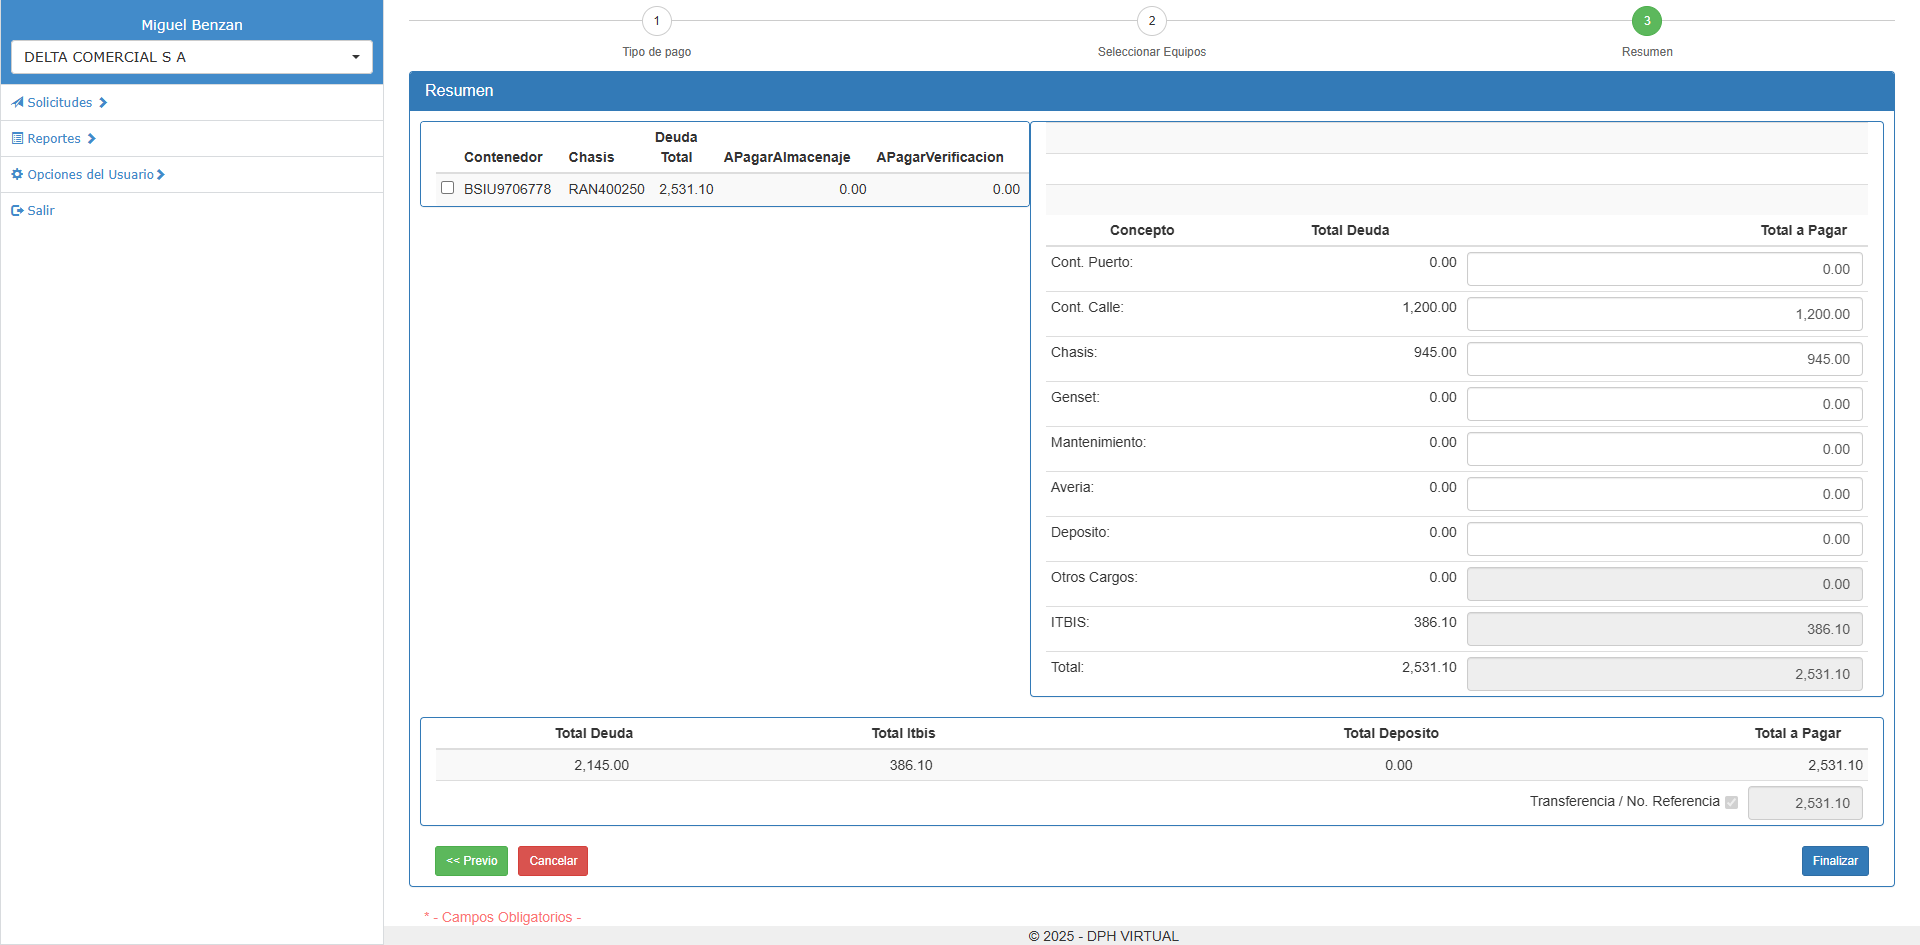 Miguel Benzan
DELTA COMERCIAL S A
Solicitudes
Reportes
Opciones del Usuario
Salir
1 2 3
Tipo de pago Seleccionar Equipos Resumen
Resumen
Contenedor Chasis Deuda Total APagarAlmacenaje APagarVerificacion
BSIU9706778 RAN400250 2,531.10 0.00 0.00
Concepto Total Deuda Total a Pagar
Cont. Puerto: 0.00 0.00
Cont. Calle: 1,200.00 1,200.00
Chasis: 945.00 945.00
Genset: 0.00 0.00
Mantenimiento: 0.00 0.00
Averia: 0.00 0.00
Deposito: 0.00 0.00
Otros Cargos: 0.00 0.00
ITBIS: 386.10 386.10
Total: 2,531.10 2,531.10
Total Deuda Total Itbis Total Deposito Total a Pagar
2,145.00 386.10 0.00 2,531.10
Transferencia / No. Referencia 2,531.10
<< Previo Cancelar Finalizar
* - Campos Obligatorios -
© 2025 - DPH VIRTUAL